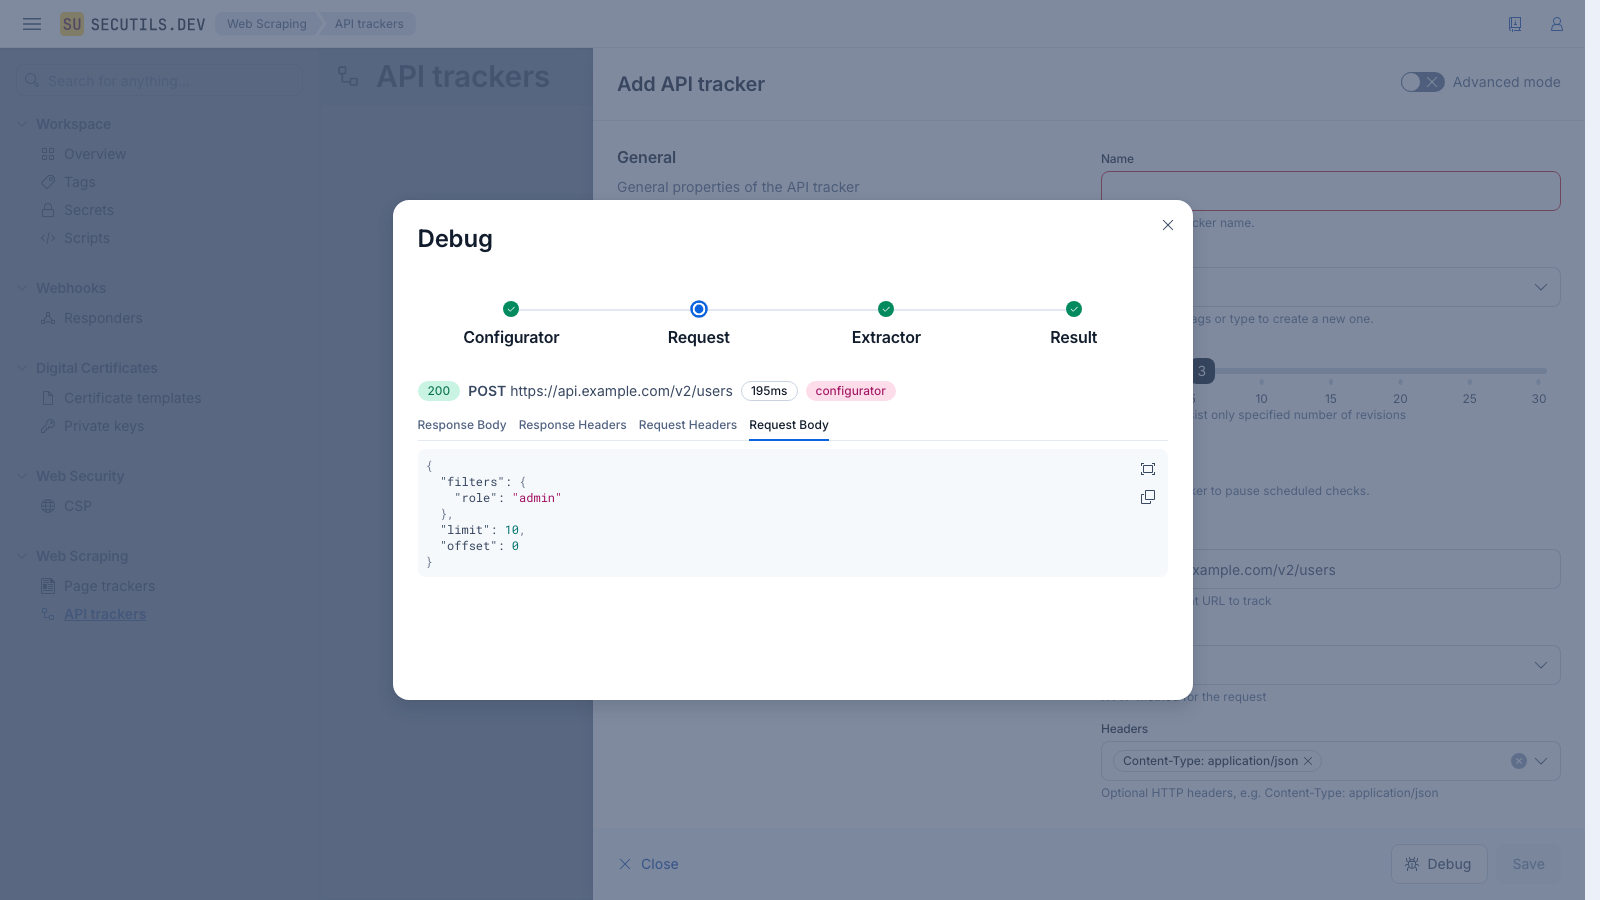 SU SECUTILS.DEV
Web Scraping
API trackers
Search for anything...
Workspace
Overview
Tags
Secrets
Scripts
Webhooks
Responders
Digital Certificates
Certificate templates
Private keys
Web Security
CSP
Web Scraping
Page trackers
API trackers
API trackers
Add API tracker
Advanced mode
General
General properties of the API tracker
Name
cker name.
ags or type to create a new one.
3
10 15 20 25 30
ist only specified number of revisions
ker to pause scheduled checks.
xample.com/v2/users
t URL to track
for the request
Headers
Content-Type: application/json
Optional HTTP headers, e.g. Content-Type: application/json
Close
Debug
Save
Debug
Configurator
Request
Extractor
Result
200 POST https://api.example.com/v2/users 195ms configurator
Response Body Response Headers Request Headers Request Body
{
"filters": {
"role": "admin"
},
"limit": 10,
"offset": 0
}